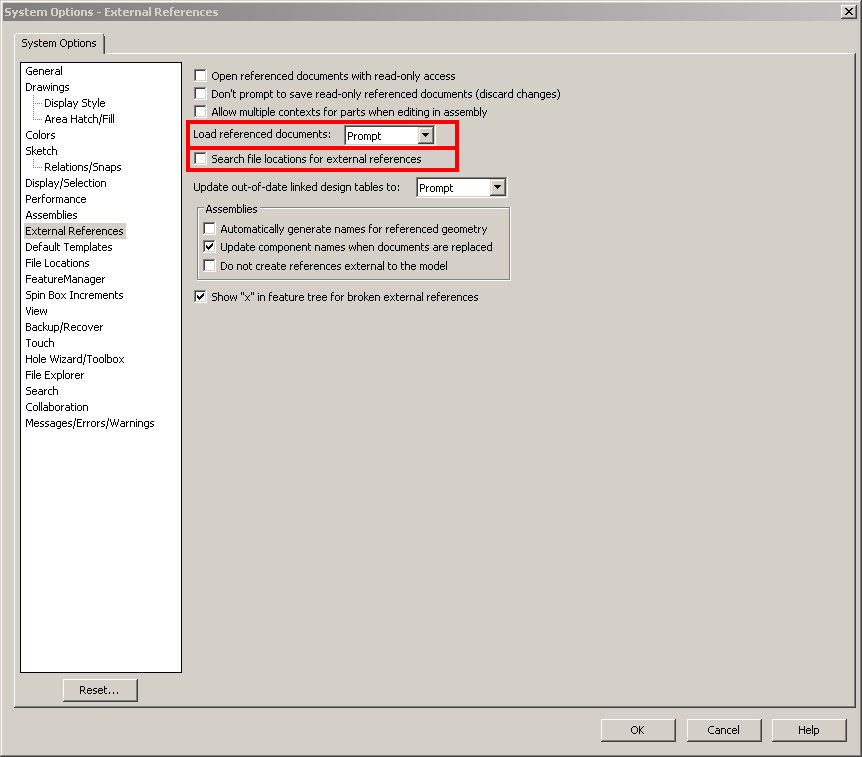 System Options - External References
System Options
General
Drawings
Display Style
Area Hatch/Fill
Colors
Sketch
Relations/Snaps
Display/Selection
Performance
Assemblies
External References
Default Templates
File Locations
FeatureManager
Spin Box Increments
View
Backup/Recover
Touch
Hole Wizard/Toolbox
File Explorer
Search
Collaboration
Messages/Errors/Warnings
Reset...
Open referenced documents with read-only access
Don't prompt to save read-only referenced documents (discard changes)
Allow multiple contexts for parts when editing in assembly
Load referenced documents: Prompt
Search file locations for external references
Update out-of-date linked design tables to: Prompt
Assemblies
Automatically generate names for referenced geometry
Update component names when documents are replaced
Do not create references external to the model
Show "x" in feature tree for broken external references
OK Cancel Help